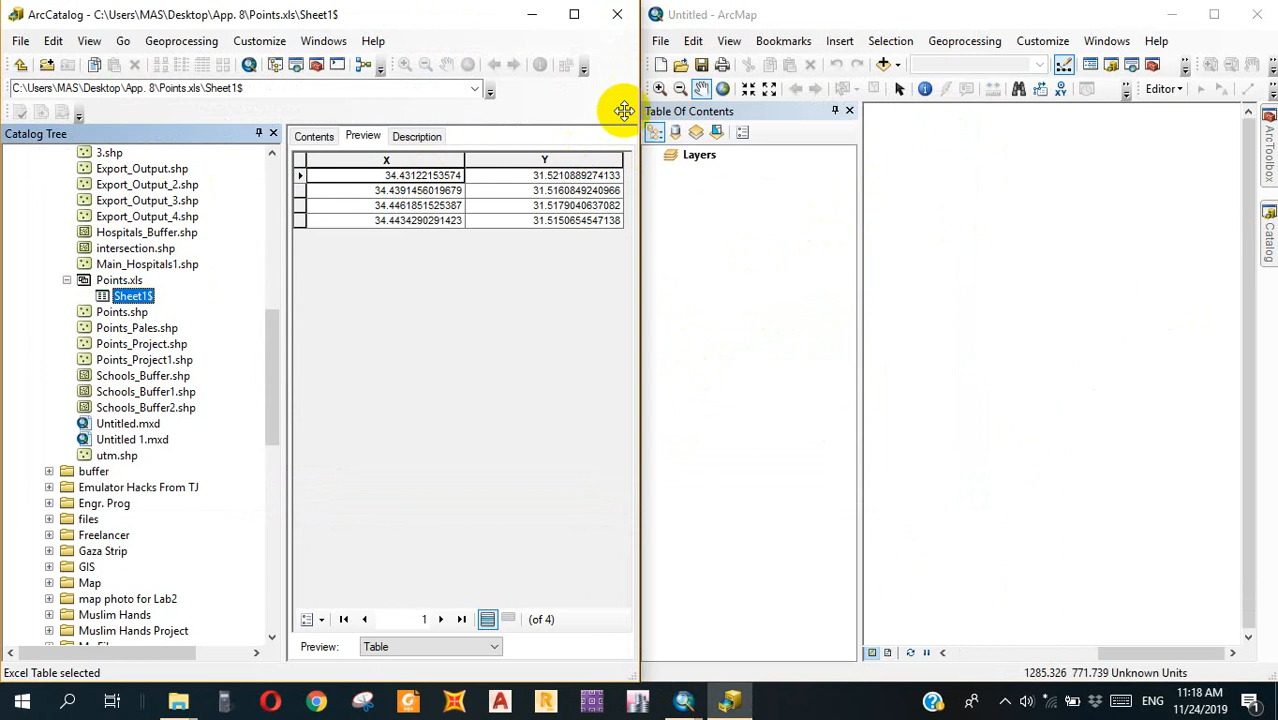 ArcCatalog - C:\Users\MAS\Desktop\App. 8\Points.xls\Sheet1$
Untitled - ArcMap
File Edit View Go Geoprocessing Customize Windows Help
File Edit View Bookmarks Insert Selection Geoprocessing Customize Windows Help
C:\Users\MAS\Desktop\App. 8\Points.xls\Sheet1$
Editor
Catalog Tree
Contents Preview Description
Table Of Contents
Layers
ArcToolbox
Catalog
X Y
34.43122153574 31.5210889274133
34.4391456019679 31.5160849240966
34.4461851525387 31.5179040637082
34.4434290291423 31.5150654547138
3.shp
Export_Output.shp
Export_Output_2.shp
Export_Output_3.shp
Export_Output_4.shp
Hospitals_Buffer.shp
intersection.shp
Main_Hospitals1.shp
Points.xls
Sheet1$
Points.shp
Points_Pales.shp
Points_Project.shp
Points_Project1.shp
Schools_Buffer.shp
Schools_Buffer1.shp
Schools_Buffer2.shp
Untitled.mxd
Untitled 1.mxd
utm.shp
buffer
Emulator Hacks From TJ
Engr. Prog
files
Freelancer
Gaza Strip
GIS
Map
map photo for Lab2
Muslim Hands
Muslim Hands Project
1 (of 4)
Preview: Table
Excel Table selected
1285.326 771.739 Unknown Units
ENG
11:18 AM
11/24/2019